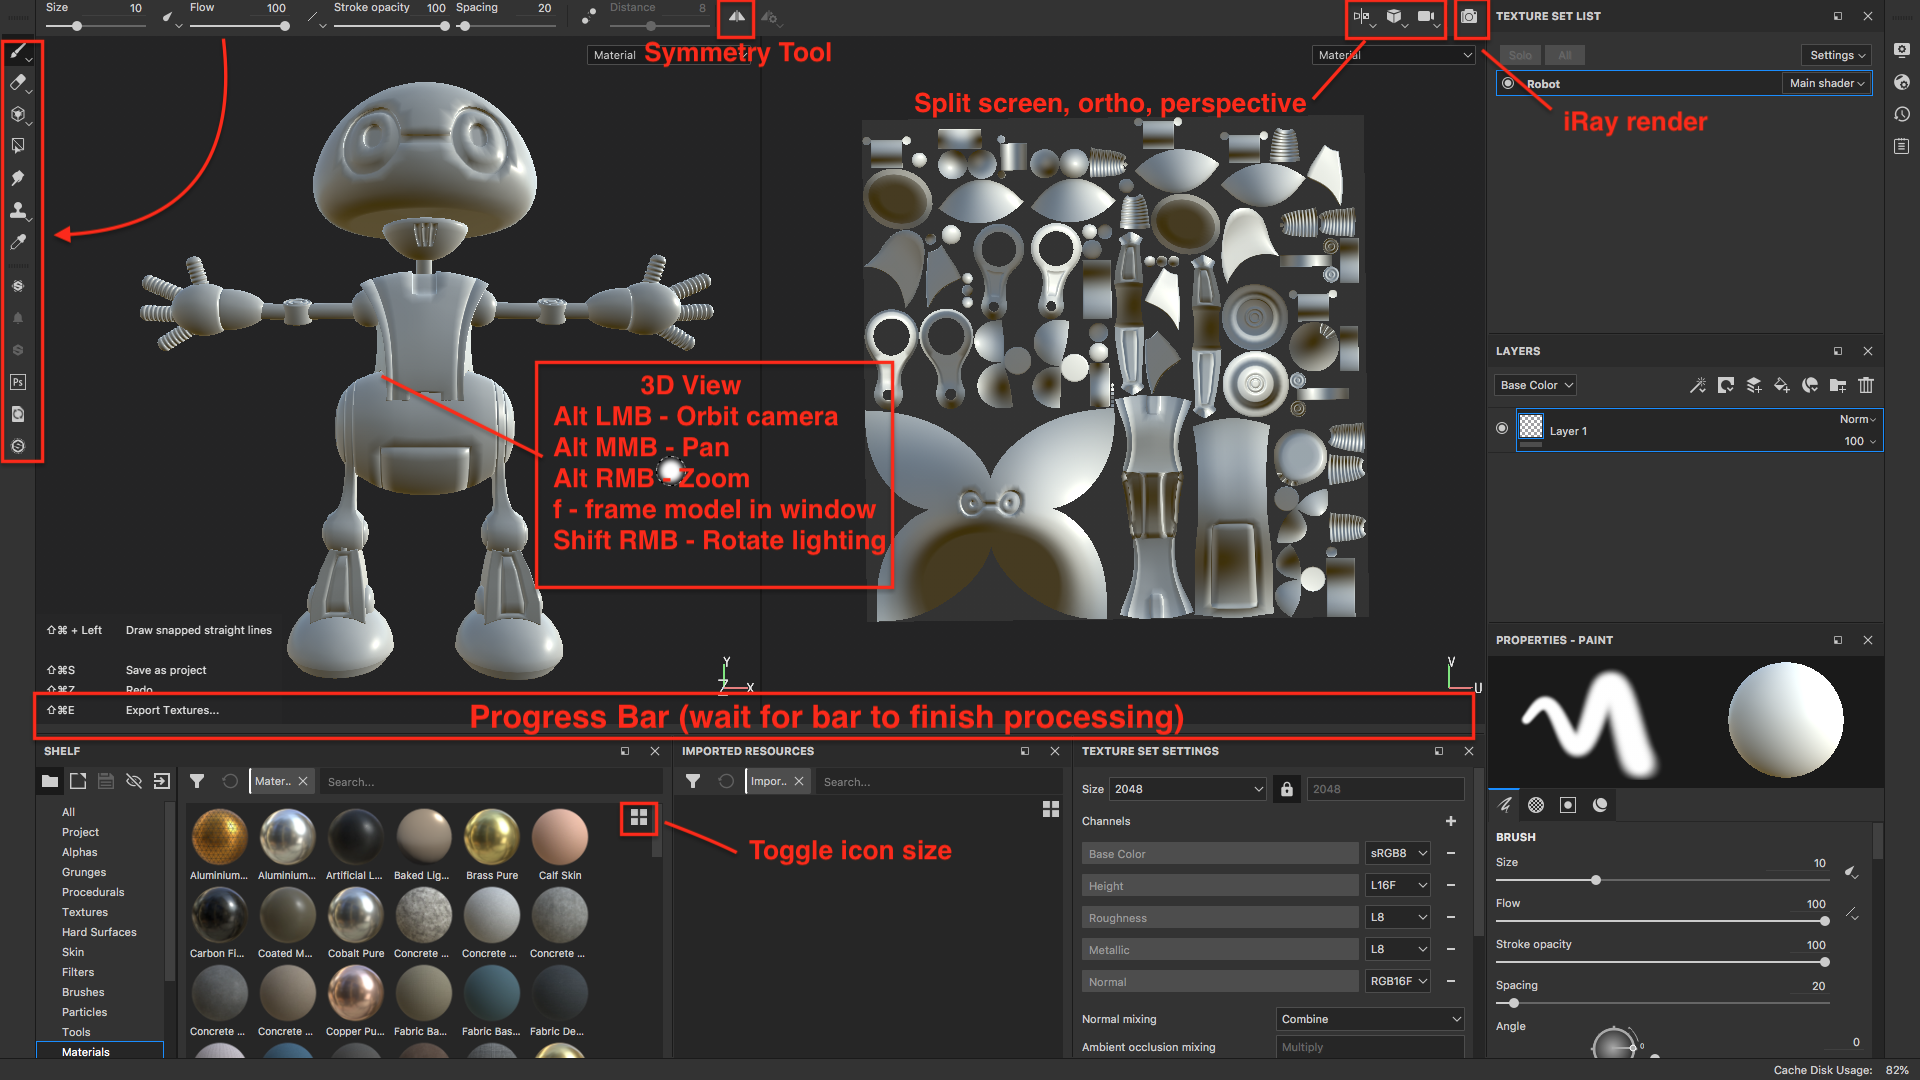 Size 10 Flow 100 Stroke opacity 100 Spacing 20 Distance 8
TEXTURE SET LIST
Material
Symmetry Tool
Material
Solo All Settings
Robot Main shader
Split screen, ortho, perspective
iRay render
LAYERS
Base Color
Norm
Layer 1
100
3D View
Alt LMB - Orbit camera
Alt MMB - Pan
Alt RMB - Zoom
f - frame model in window
Shift RMB - Rotate lighting
Ps
⇧⌘ + Left Draw snapped straight lines
⇧⌘S Save as project
⇧⌘Z Redo
⇧⌘E Export Textures...
Y
Z X
V
U
Progress Bar (wait for bar to finish processing)
PROPERTIES - PAINT
SHELF
IMPORTED RESOURCES
TEXTURE SET SETTINGS
Mater.. Search...
Impor.. Search...
Size 2048 2048
Channels
Base Color sRGB8
Height L16F
Roughness L8
Metallic L8
Normal RGB16F
Normal mixing Combine
Ambient occlusion mixing Multiply
All
Project
Alphas
Grunges
Procedurals
Textures
Hard Surfaces
Skin
Filters
Brushes
Particles
Tools
Materials
Toggle icon size
Aluminium... Aluminium... Artificial L... Baked Lig... Brass Pure Calf Skin
Carbon Fi... Coated M... Cobalt Pure Concrete ... Concrete ... Concrete ...
Concrete ... Concrete ... Copper Pu... Fabric Ba... Fabric Bas... Fabric De...
BRUSH
Size 10
Flow 100
Stroke opacity 100
Spacing 20
Angle
0
0
Cache Disk Usage: 82%